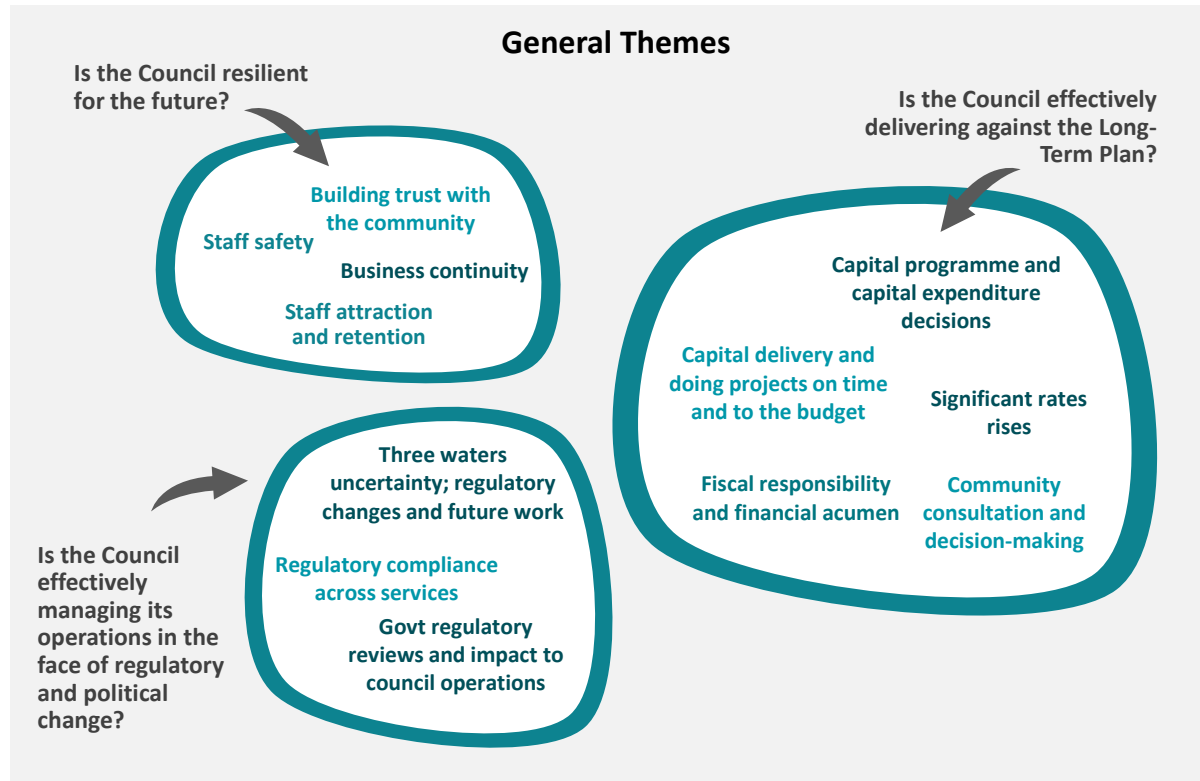 General Themes
Is the Council resilient
for the future?
Building trust with
the community
Staff safety
Business continuity
Staff attraction
and retention
Is the Council effectively
delivering against the Long-
Term Plan?
Capital programme and
capital expenditure
decisions
Capital delivery and
doing projects on time
and to the budget
Significant rates
rises
Fiscal responsibility
and financial acumen
Community
consultation and
decision-making
Is the Council
effectively
managing its
operations in the
face of regulatory
and political
change?
Three waters
uncertainty; regulatory
changes and future work
Regulatory compliance
across services
Govt regulatory
reviews and impact to
council operations